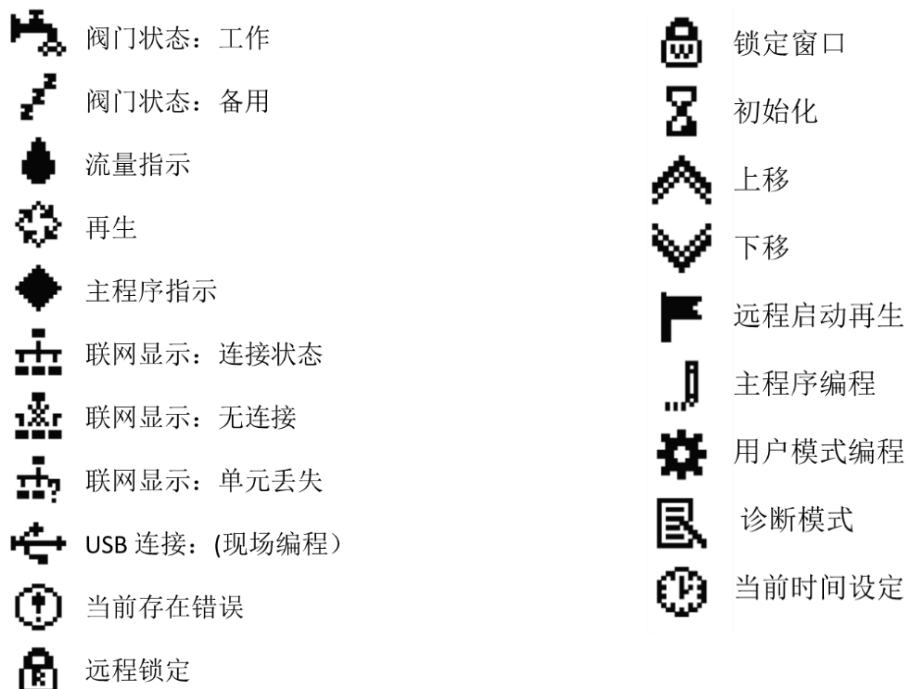 阀门状态：工作
阀门状态：备用
流量指示
再生
主程序指示
联网显示：连接状态
联网显示：无连接
联网显示：单元丢失
USB 连接：(现场编程）
当前存在错误
R 远程锁定
W 锁定窗口
初始化
上移
下移
远程启动再生
主程序编程
用户模式编程
诊断模式
当前时间设定